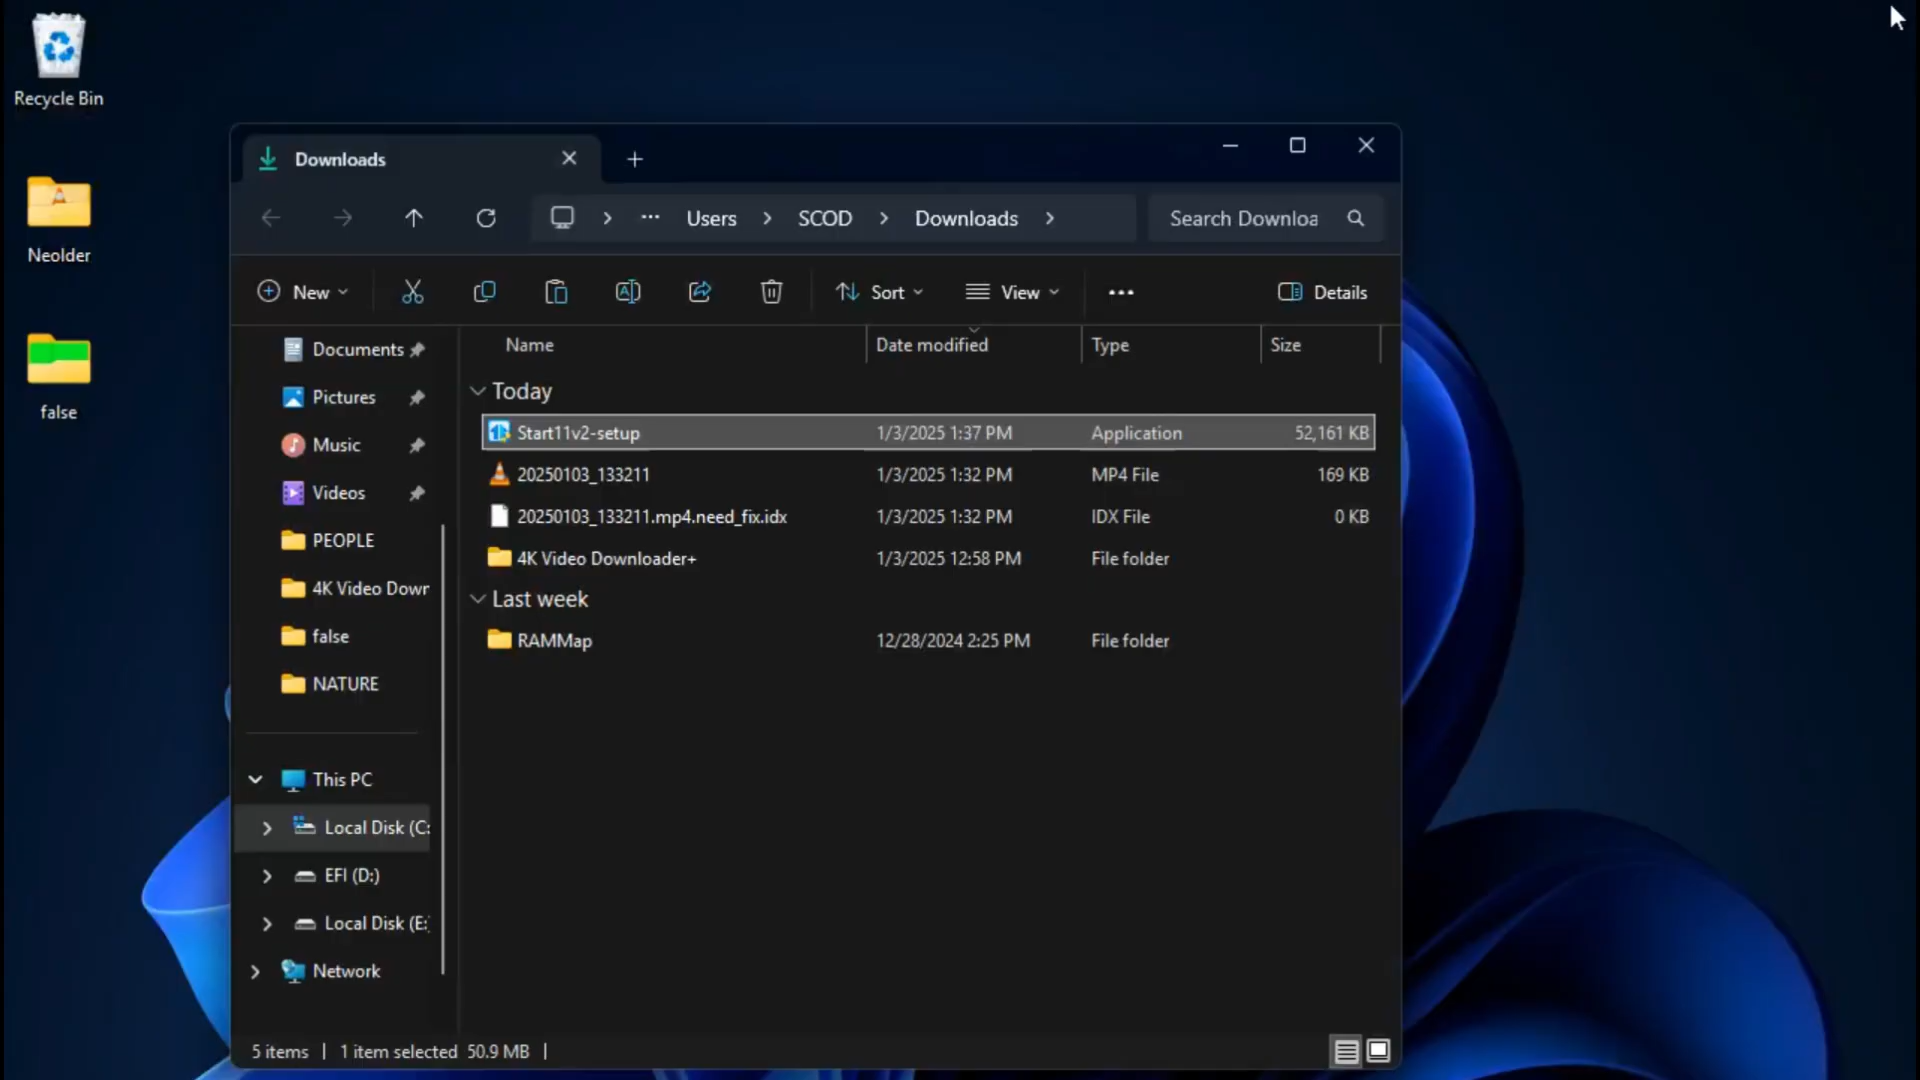 Recycle Bin
Neolder
false
Downloads
Users
SCOD
Downloads
Search Downloa
New
Sort
View
Details
Documents
Pictures
Music
Videos
PEOPLE
4K Video Down
false
NATURE
This PC
Local Disk (C:
EFI (D:)
Local Disk (E:
Network
Name Date modified Type Size
Today
Start11v2-setup 1/3/2025 1:37 PM Application 52,161 KB
20250103_133211 1/3/2025 1:32 PM MP4 File 169 KB
20250103_133211.mp4.need_fix.idx 1/3/2025 1:32 PM IDX File 0 KB
4K Video Downloader+ 1/3/2025 12:58 PM File folder
Last week
RAMMap 12/28/2024 2:25 PM File folder
5 items | 1 item selected 50.9 MB |